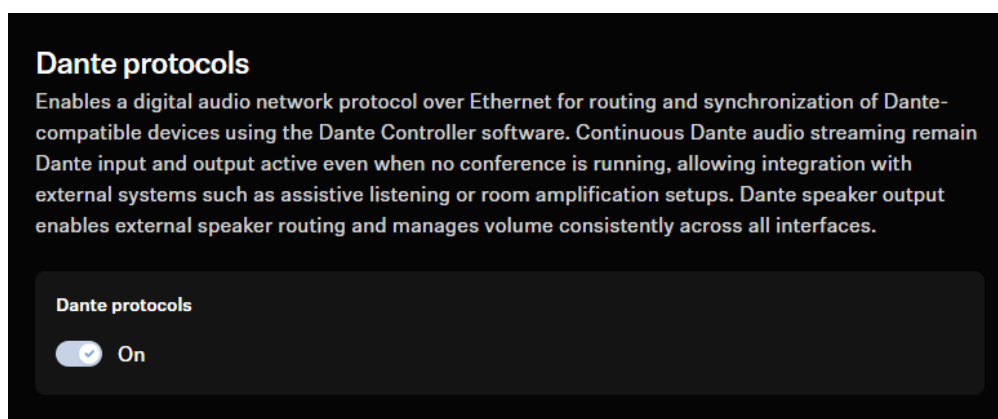 Dante protocols
Enables a digital audio network protocol over Ethernet for routing and synchronization of Dante-
compatible devices using the Dante Controller software. Continuous Dante audio streaming remain
Dante input and output active even when no conference is running, allowing integration with
external systems such as assistive listening or room amplification setups. Dante speaker output
enables external speaker routing and manages volume consistently across all interfaces.
Dante protocols
On